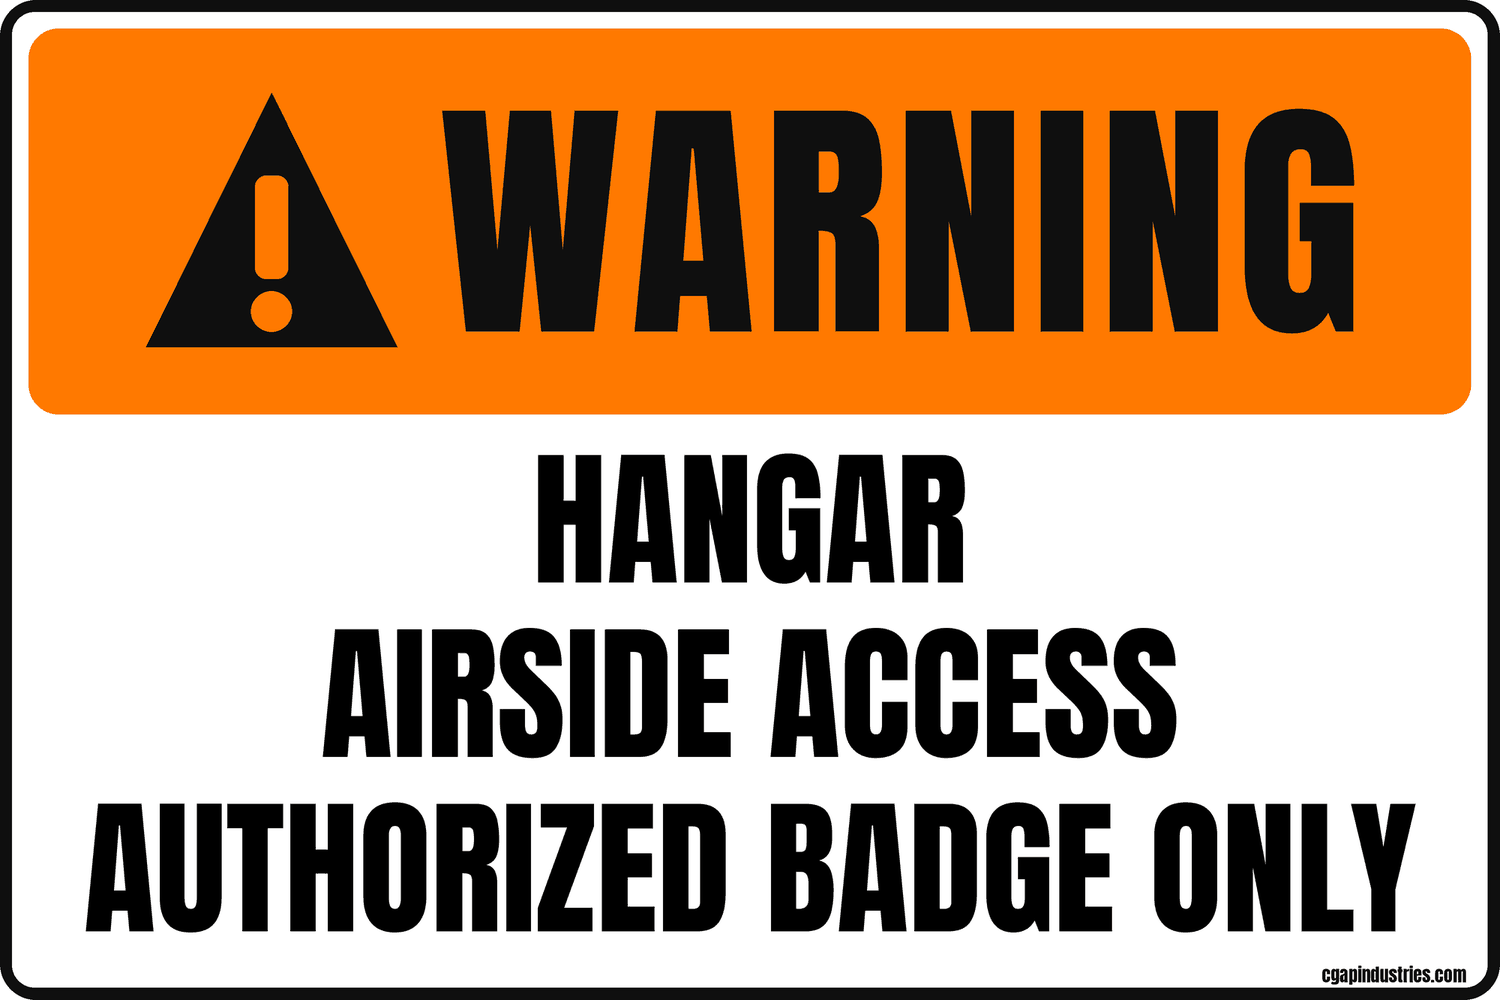 WARNING
HANGAR
AIRSIDE ACCESS
AUTHORIZED BADGE ONLY
cgapindustries.com